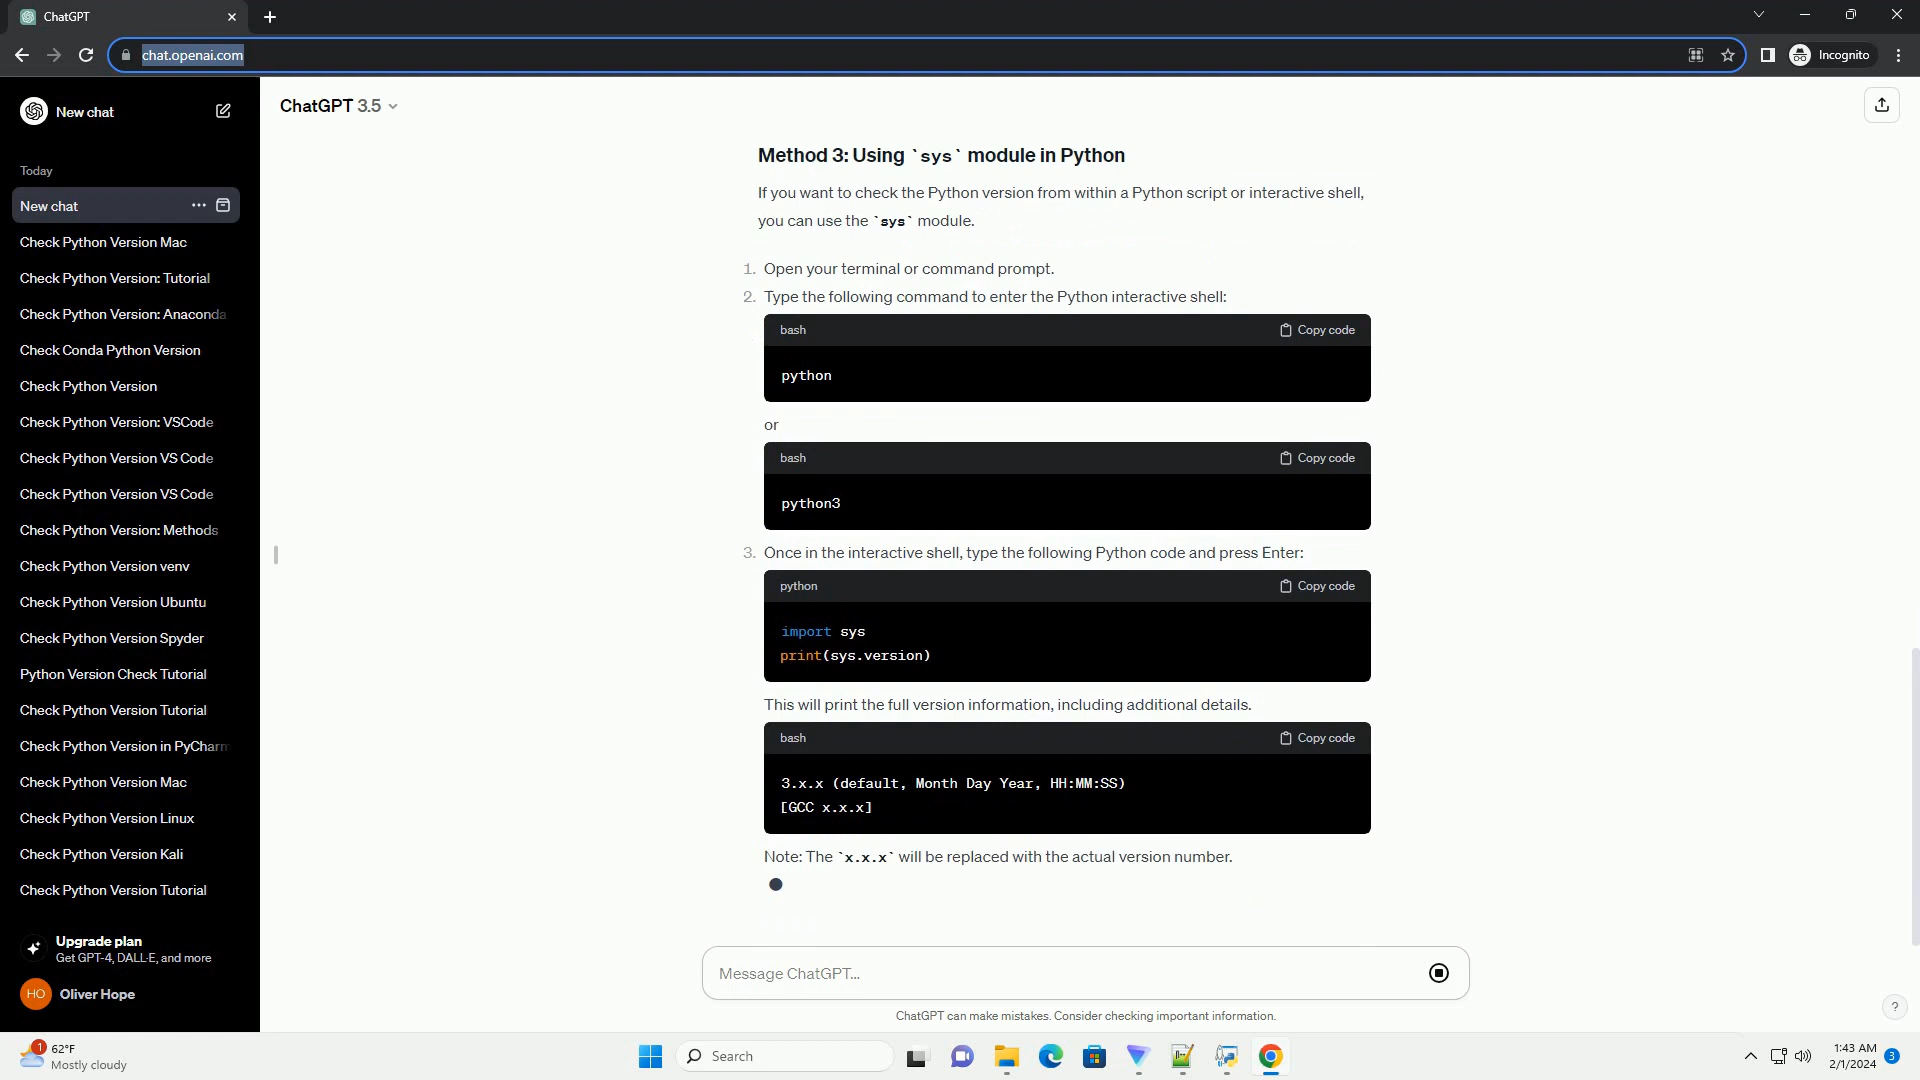 ChatGPT
chat.openai.com
Incognito
New chat
Today
New chat
Check Python Version Mac
Check Python Version: Tutorial
Check Python Version: Anaconda
Check Conda Python Version
Check Python Version
Check Python Version: VSCode
Check Python Version VS Code
Check Python Version VS Code
Check Python Version: Methods
Check Python Version venv
Check Python Version Ubuntu
Check Python Version Spyder
Python Version Check Tutorial
Check Python Version Tutorial
Check Python Version in PyCharm
Check Python Version Mac
Check Python Version Linux
Check Python Version Kali
Check Python Version Tutorial
Upgrade plan
Get GPT-4, DALL·E, and more
HO Oliver Hope
ChatGPT 3.5
Method 3: Using `sys` module in Python
If you want to check the Python version from within a Python script or interactive shell,
you can use the `sys` module.
1. Open your terminal or command prompt.
2. Type the following command to enter the Python interactive shell:
bash Copy code
python
or
bash Copy code
python3
3. Once in the interactive shell, type the following Python code and press Enter:
python Copy code
import sys
print(sys.version)
This will print the full version information, including additional details.
bash Copy code
3.x.x (default, Month Day Year, HH:MM:SS)
[GCC x.x.x]
Note: The `x.x.x` will be replaced with the actual version number.
Message ChatGPT...
ChatGPT can make mistakes. Consider checking important information.
?
1 62°F
Mostly cloudy
Search
1:43 AM
2/1/2024
3